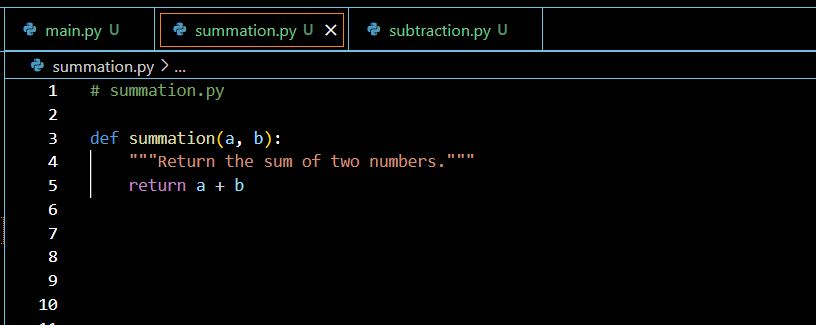 main.py U summation.py U × subtraction.py U
summation.py > ...
1 # summation.py
2
3 def summation(a, b):
4     """Return the sum of two numbers."""
5     return a + b
6
7
8
9
10
11